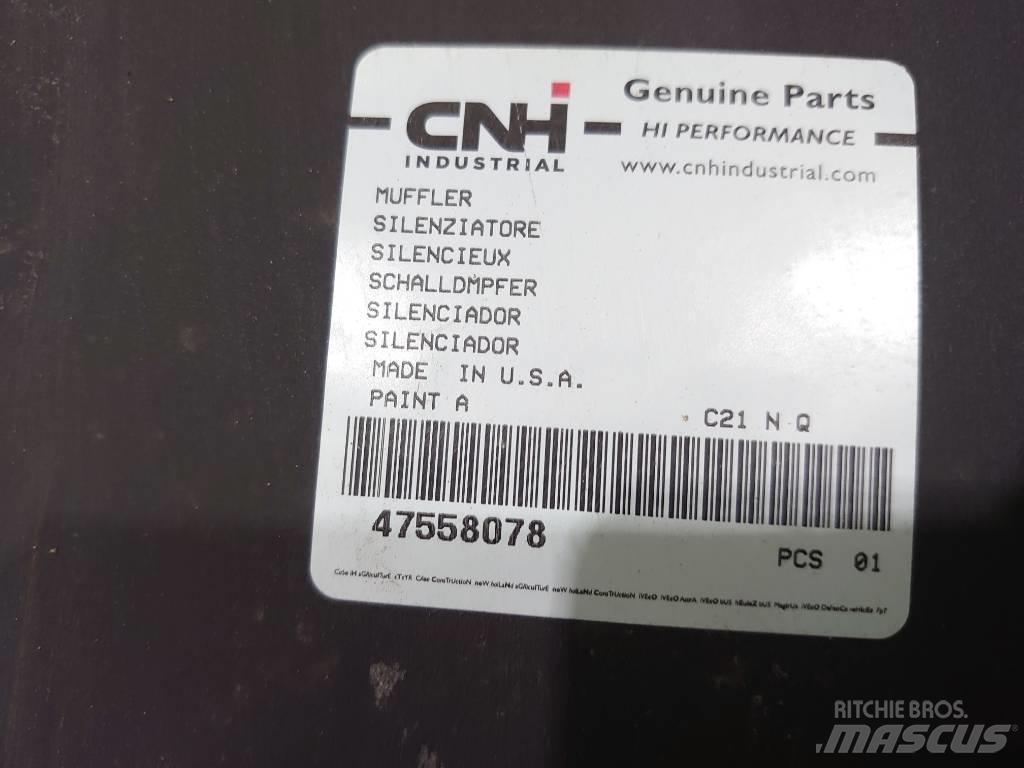 CNH
INDUSTRIAL
Genuine Parts
HI PERFORMANCE
www.cnhindustrial.com
MUFFLER
SILENZIATORE
SILENCIEUX
SCHALLDMPFER
SILENCIADOR
SILENCIADOR
MADE IN U.S.A.
PAINT A
C21 N Q
47558078
PCS 01
RITCHIE BROS.
MASCUS